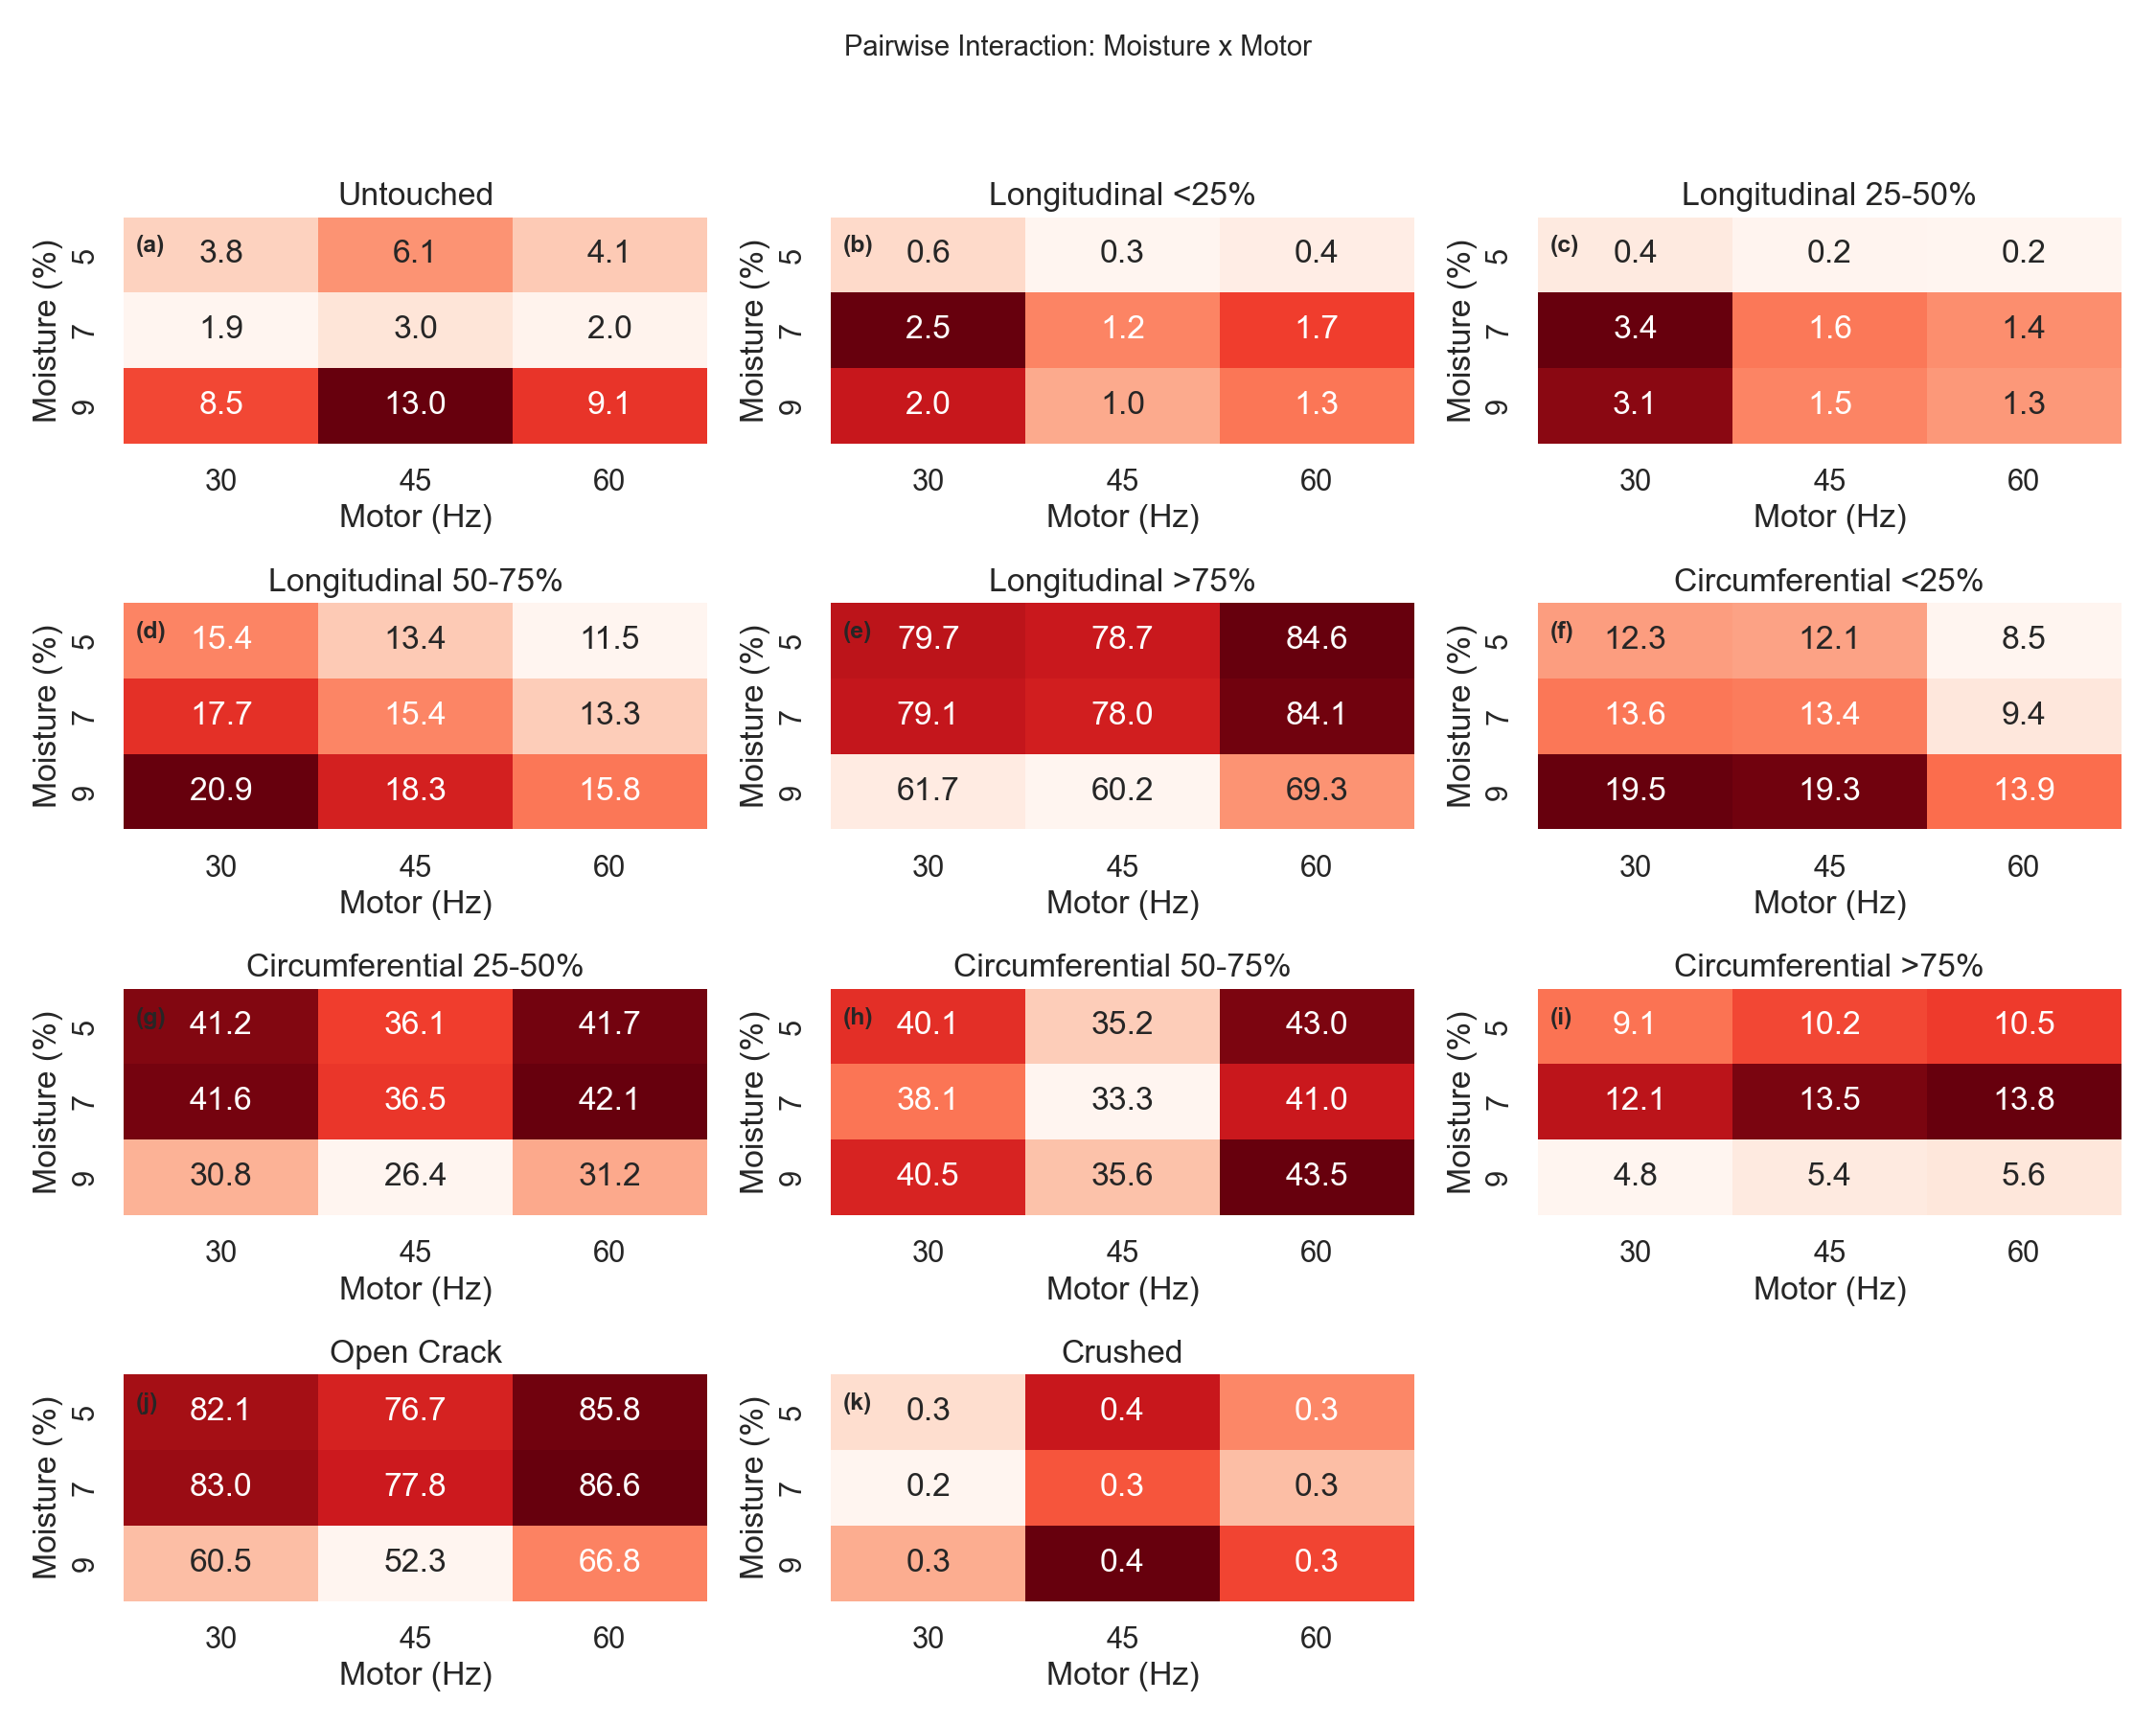 Pairwise Interaction: Moisture x Motor
Untouched
Moisture (%)
(a)
5 3.8 6.1 4.1
7 1.9 3.0 2.0
9 8.5 13.0 9.1
30 45 60
Motor (Hz)
Longitudinal <25%
Moisture (%)
(b)
5 0.6 0.3 0.4
7 2.5 1.2 1.7
9 2.0 1.0 1.3
30 45 60
Motor (Hz)
Longitudinal 25-50%
Moisture (%)
(c)
5 0.4 0.2 0.2
7 3.4 1.6 1.4
9 3.1 1.5 1.3
30 45 60
Motor (Hz)
Longitudinal 50-75%
Moisture (%)
(d)
5 15.4 13.4 11.5
7 17.7 15.4 13.3
9 20.9 18.3 15.8
30 45 60
Motor (Hz)
Longitudinal >75%
Moisture (%)
(e)
5 79.7 78.7 84.6
7 79.1 78.0 84.1
9 61.7 60.2 69.3
30 45 60
Motor (Hz)
Circumferential <25%
Moisture (%)
(f)
5 12.3 12.1 8.5
7 13.6 13.4 9.4
9 19.5 19.3 13.9
30 45 60
Motor (Hz)
Circumferential 25-50%
Moisture (%)
(g)
5 41.2 36.1 41.7
7 41.6 36.5 42.1
9 30.8 26.4 31.2
30 45 60
Motor (Hz)
Circumferential 50-75%
Moisture (%)
(h)
5 40.1 35.2 43.0
7 38.1 33.3 41.0
9 40.5 35.6 43.5
30 45 60
Motor (Hz)
Circumferential >75%
Moisture (%)
(i)
5 9.1 10.2 10.5
7 12.1 13.5 13.8
9 4.8 5.4 5.6
30 45 60
Motor (Hz)
Open Crack
Moisture (%)
(j)
5 82.1 76.7 85.8
7 83.0 77.8 86.6
9 60.5 52.3 66.8
30 45 60
Motor (Hz)
Crushed
Moisture (%)
(k)
5 0.3 0.4 0.3
7 0.2 0.3 0.3
9 0.3 0.4 0.3
30 45 60
Motor (Hz)